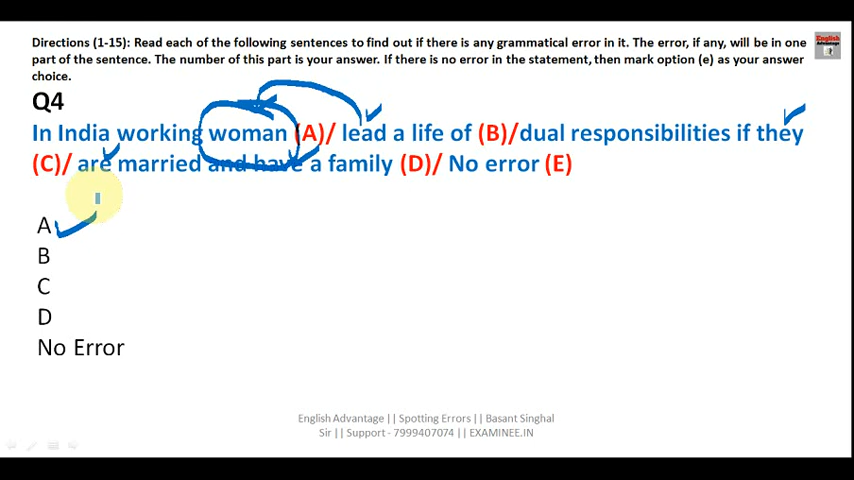 Directions (1-15): Read each of the following sentences to find out if there is any grammatical error in it. The error, if any, will be in one
part of the sentence. The number of this part is your answer. If there is no error in the statement, then mark option (e) as your answer
choice.
English
Advantage
Q4
In India working woman (A)/ lead a life of (B)/dual responsibilities if they
(C)/ are married and have a family (D)/ No error (E)
A
B
C
D
No Error
English Advantage || Spotting Errors || Basant Singhal
Sir || Support - 7999407074 || EXAMINEE.IN